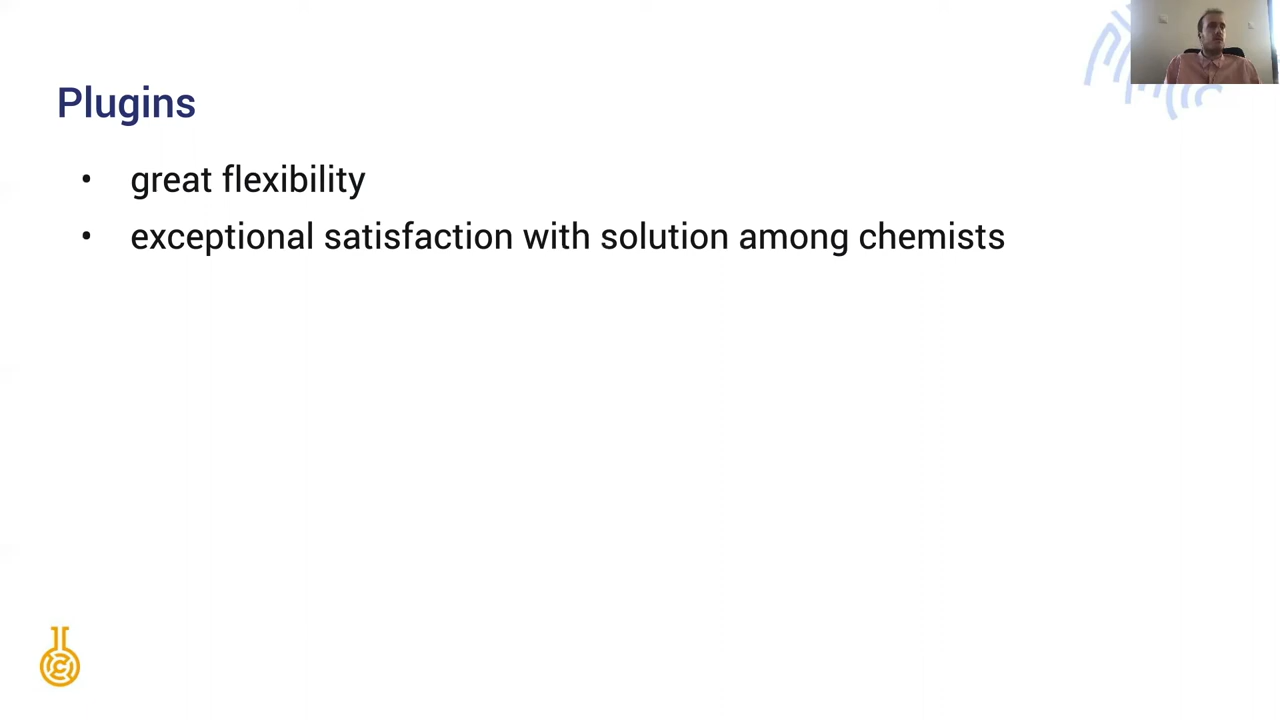 Plugins
• great flexibility
• exceptional satisfaction with solution among chemists